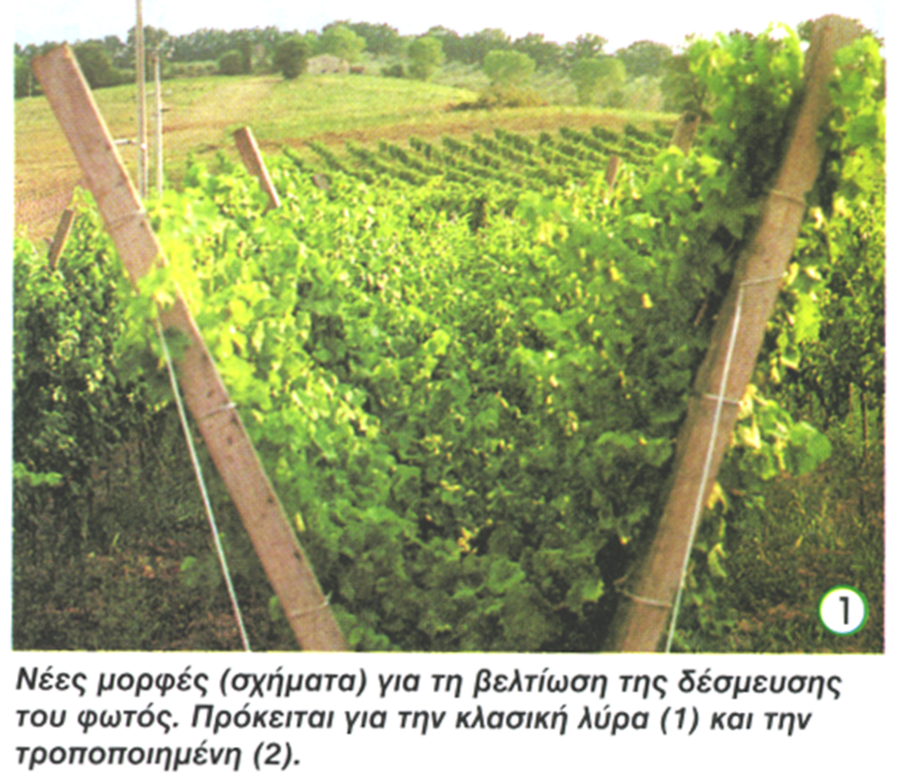 1
Νέες μορφές (σχήματα) για τη βελτίωση της δέσμευσης
του φωτός. Πρόκειται για την κλασική λύρα (1) και την
τροποποιημένη (2).